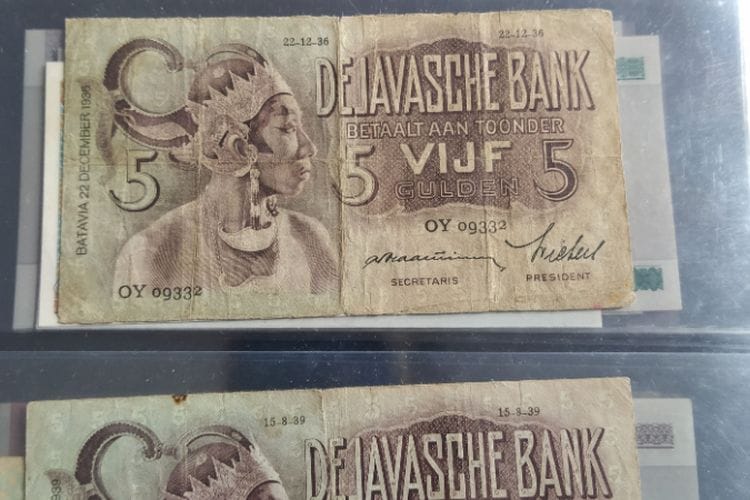 22-12-36
22-12-36
DE JAVASCHE BANK
BETAALT AAN TOONDER
5 5 VIJF 5
GULDEN
BATAVIA 22 DECEMBER 1936
OY 09332
SECRETARIS
PRESIDENT
OY 09332
15-8-39
15-8-39
DE JAVASCHE BANK